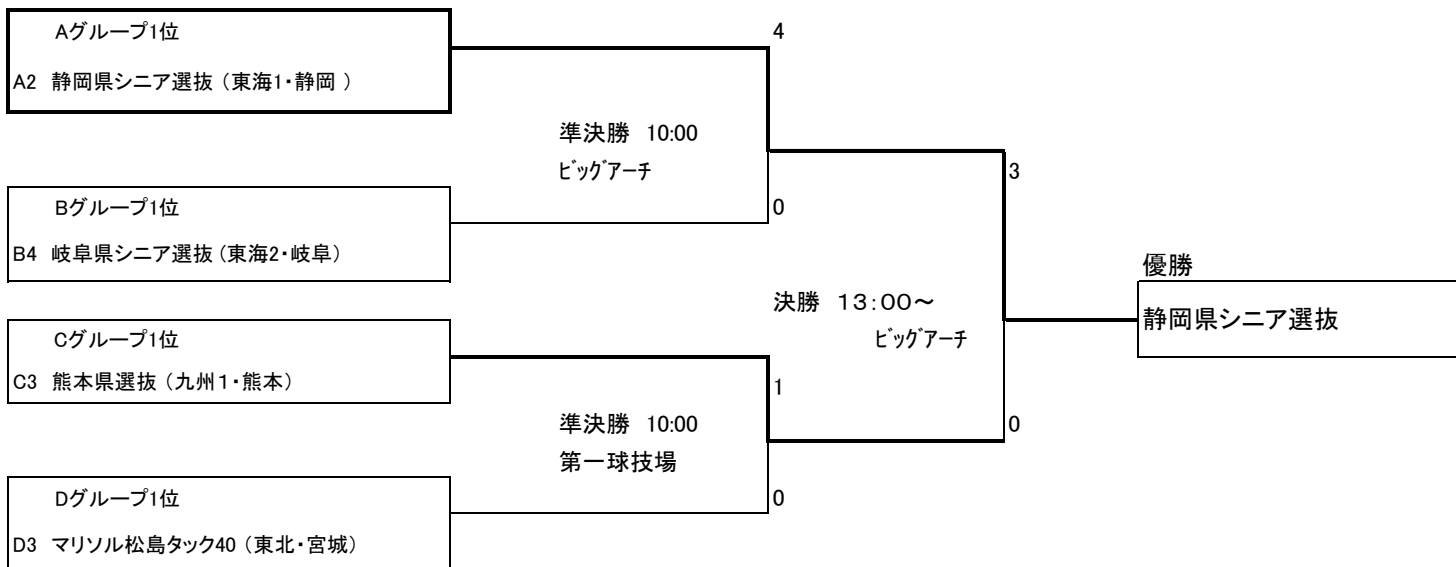 Aグループ1位
4
A2 静岡県シニア選抜（東海1・静岡 ）
準決勝 10:00
ﾋﾞｯｸﾞｱｰﾁ
3
Bグループ1位
0
B4 岐阜県シニア選抜（東海2・岐阜）
優勝
決勝 １３：００～
静岡県シニア選抜
ﾋﾞｯｸﾞｱｰﾁ
Cグループ1位
C3 熊本県選抜（九州１・熊本）
1
準決勝 10:00
0
第一球技場
Dグループ1位
0
D3 マリソル松島タック40（東北・宮城）